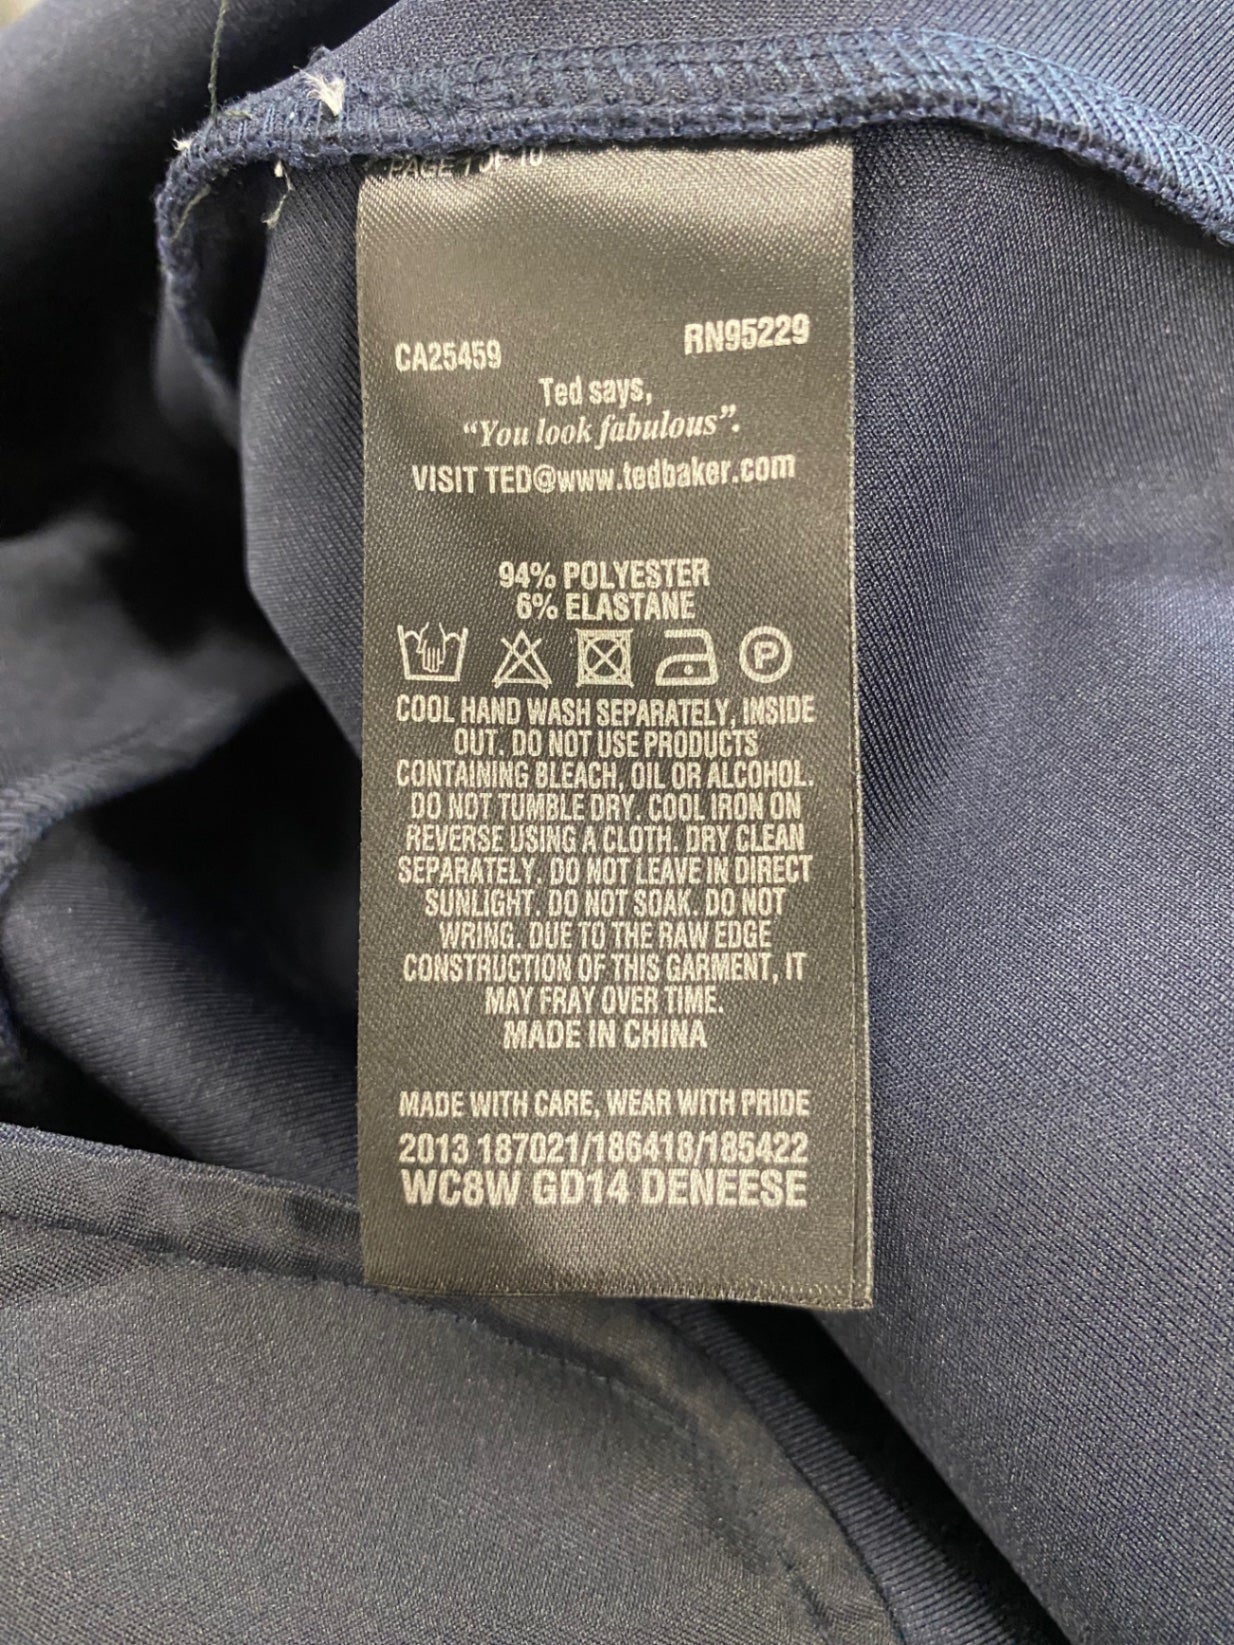 PAGE 1 OF 10
CA25459 RN95229
Ted says,
“You look fabulous”.
VISIT TED@www.tedbaker.com
94% POLYESTER
6% ELASTANE
P
COOL HAND WASH SEPARATELY, INSIDE
OUT. DO NOT USE PRODUCTS
CONTAINING BLEACH, OIL OR ALCOHOL.
DO NOT TUMBLE DRY. COOL IRON ON
REVERSE USING A CLOTH. DRY CLEAN
SEPARATELY. DO NOT LEAVE IN DIRECT
SUNLIGHT. DO NOT SOAK. DO NOT
WRING. DUE TO THE RAW EDGE
CONSTRUCTION OF THIS GARMENT, IT
MAY FRAY OVER TIME.
MADE IN CHINA
MADE WITH CARE, WEAR WITH PRIDE
2013 187021/186418/185422
WC8W GD14 DENEESE